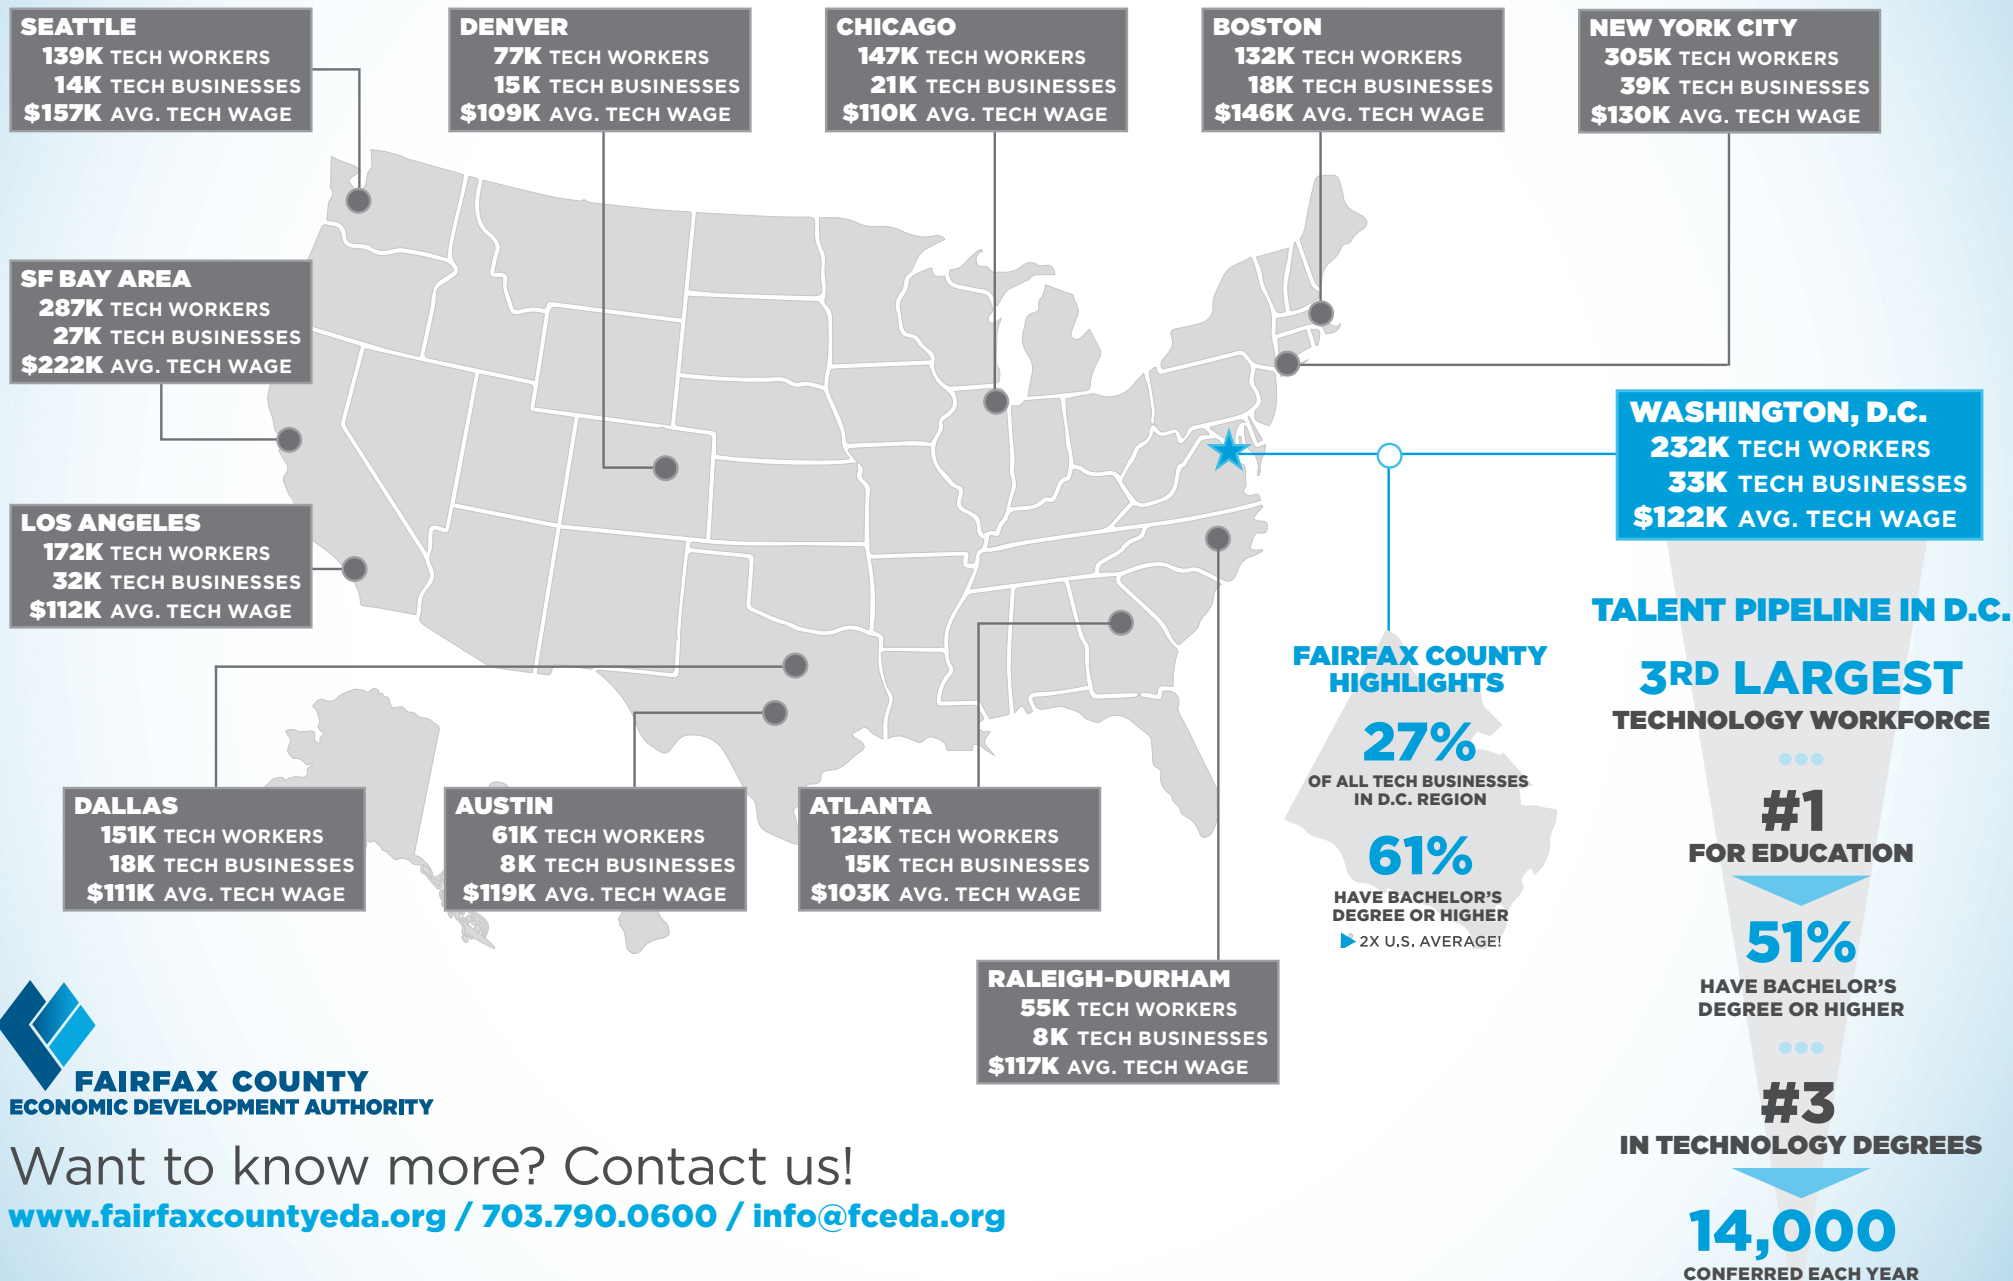 SEATTLE
139K TECH WORKERS
14K TECH BUSINESSES
$157K AVG. TECH WAGE
DENVER
77K TECH WORKERS
15K TECH BUSINESSES
$109K AVG. TECH WAGE
CHICAGO
147K TECH WORKERS
21K TECH BUSINESSES
$110K AVG. TECH WAGE
BOSTON
132K TECH WORKERS
18K TECH BUSINESSES
$146K AVG. TECH WAGE
NEW YORK CITY
305K TECH WORKERS
39K TECH BUSINESSES
$130K AVG. TECH WAGE
SF BAY AREA
287K TECH WORKERS
27K TECH BUSINESSES
$222K AVG. TECH WAGE
WASHINGTON, D.C.
232K TECH WORKERS
33K TECH BUSINESSES
$122K AVG. TECH WAGE
LOS ANGELES
172K TECH WORKERS
32K TECH BUSINESSES
$112K AVG. TECH WAGE
DALLAS
151K TECH WORKERS
18K TECH BUSINESSES
$111K AVG. TECH WAGE
AUSTIN
61K TECH WORKERS
8K TECH BUSINESSES
$119K AVG. TECH WAGE
ATLANTA
123K TECH WORKERS
15K TECH BUSINESSES
$103K AVG. TECH WAGE
RALEIGH-DURHAM
55K TECH WORKERS
8K TECH BUSINESSES
$117K AVG. TECH WAGE
FAIRFAX COUNTY
HIGHLIGHTS
27%
OF ALL TECH BUSINESSES
IN D.C. REGION
61%
HAVE BACHELOR'S
DEGREE OR HIGHER
2X U.S. AVERAGE!
TALENT PIPELINE IN D.C.
3RD LARGEST
TECHNOLOGY WORKFORCE
#1
FOR EDUCATION
51%
HAVE BACHELOR'S
DEGREE OR HIGHER
#3
IN TECHNOLOGY DEGREES
14,000
CONFERRED EACH YEAR
FAIRFAX COUNTY
ECONOMIC DEVELOPMENT AUTHORITY
Want to know more? Contact us!
www.fairfaxcountyeda.org / 703.790.0600 / info@fceda.org